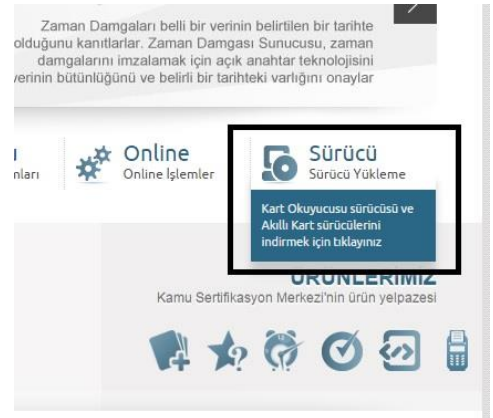 Zaman Damgaları belli bir verinin belirtilen bir tarihte
olduğunu kanıtlarlar. Zaman Damgası Sunucusu, zaman
damgalarını imzalamak için açık anahtar teknolojisini
verinin bütünlüğünü ve belirli bir tarihteki varlığını onaylar
Online
Online İşlemler
Sürücü
Sürücü Yükleme
Kart Okuyucusu sürücüsü ve
Akıllı Kart sürücülerini
indirmek için tıklayınız
ÜRÜNLERİMİZ
Kamu Sertifikasyon Merkezi'nin ürün yelpazesi